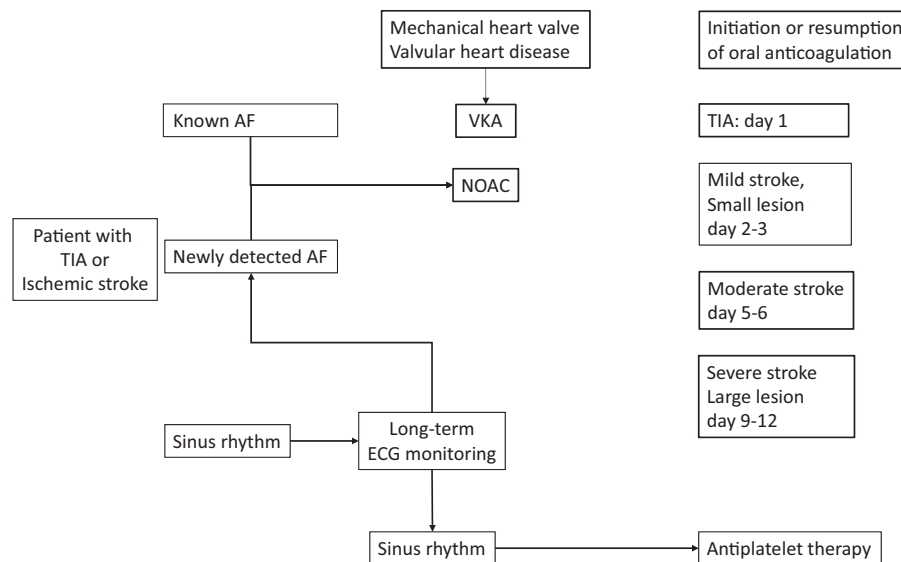 Mechanical heart valve
Valvular heart disease
Initiation or resumption
of oral anticoagulation
Known AF
VKA
TIA: day 1
NOAC
Mild stroke,
Small lesion
day 2-3
Patient with
TIA or
Ischemic stroke
Newly detected AF
Moderate stroke
day 5-6
Severe stroke
Large lesion
day 9-12
Sinus rhythm
Long-term
ECG monitoring
Sinus rhythm
Antiplatelet therapy